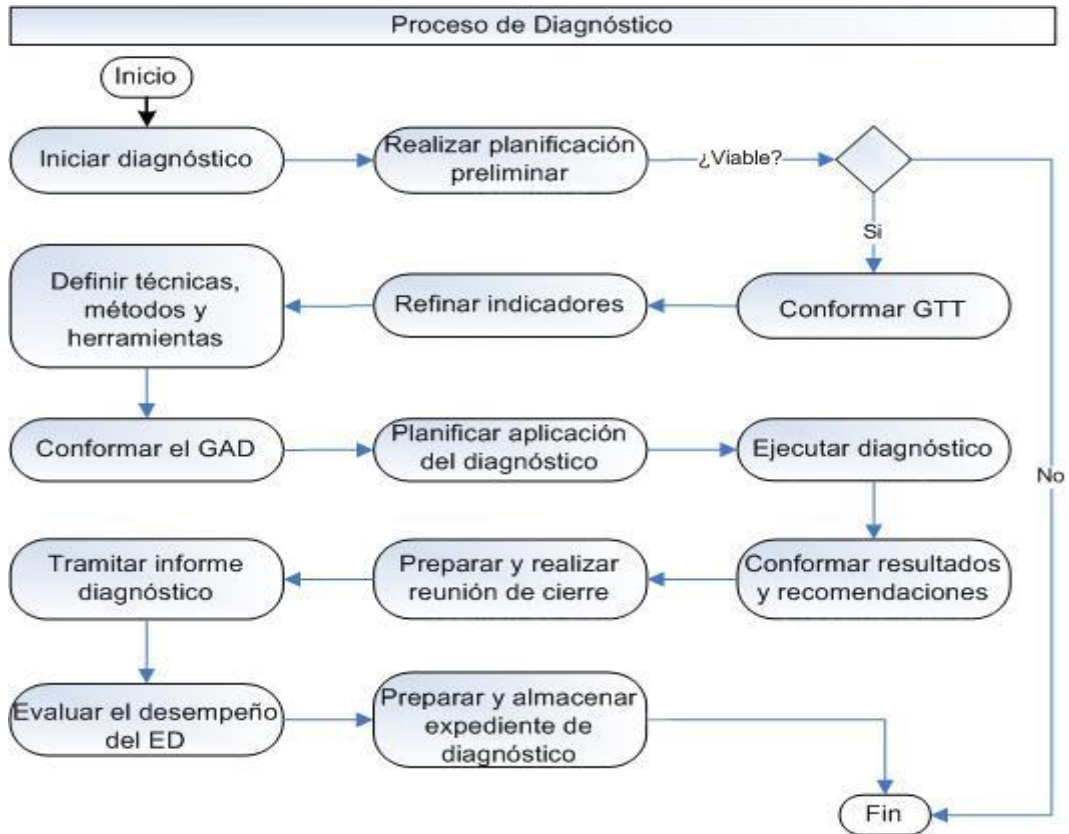 Proceso de Diagnóstico
Inicio
Iniciar diagnóstico
Realizar planificación
preliminar
¿Viable?
Si
No
Conformar GTT
Refinar indicadores
Definir técnicas,
métodos y
herramientas
Conformar el GAD
Planificar aplicación
del diagnóstico
Ejecutar diagnóstico
Conformar resultados
y recomendaciones
Preparar y realizar
reunión de cierre
Tramitar informe
diagnóstico
Evaluar el desempeño
del ED
Preparar y almacenar
expediente de
diagnóstico
Fin